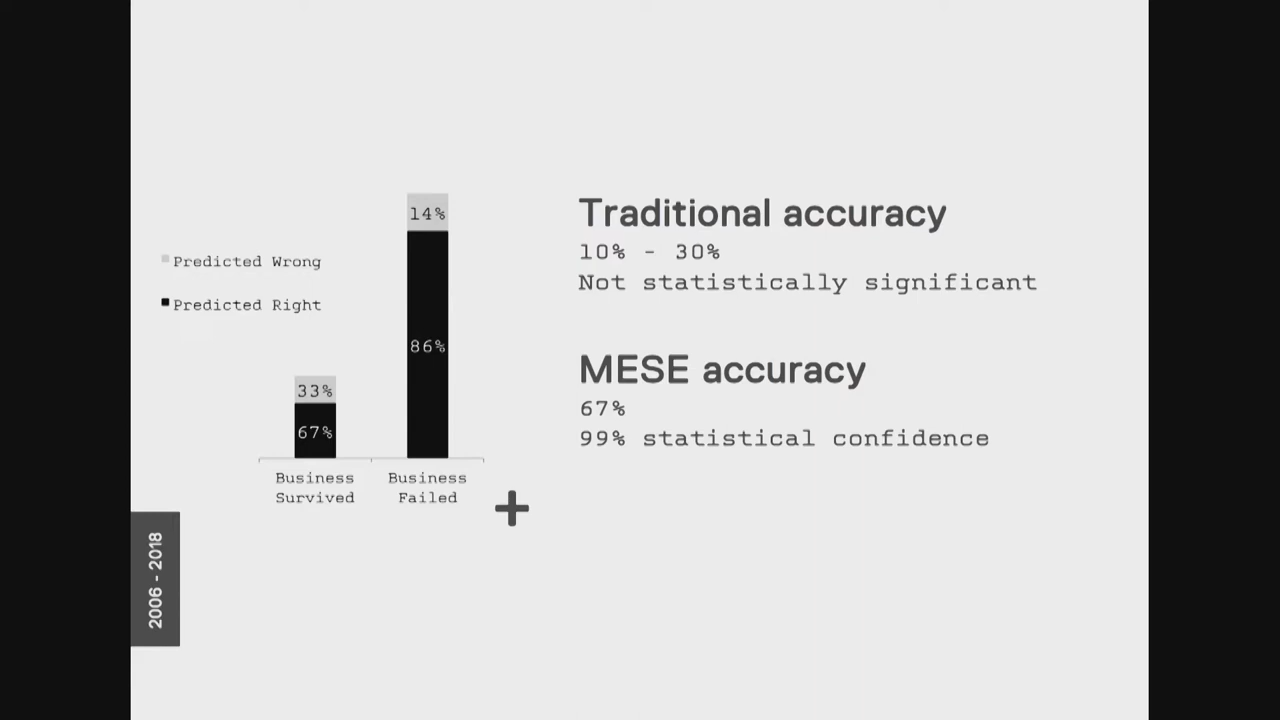 Predicted Wrong
Predicted Right
14%
86%
33%
67%
Business
Survived
Business
Failed
Traditional accuracy
10% - 30%
Not statistically significant
MESE accuracy
67%
99% statistical confidence
+
2006 - 2018